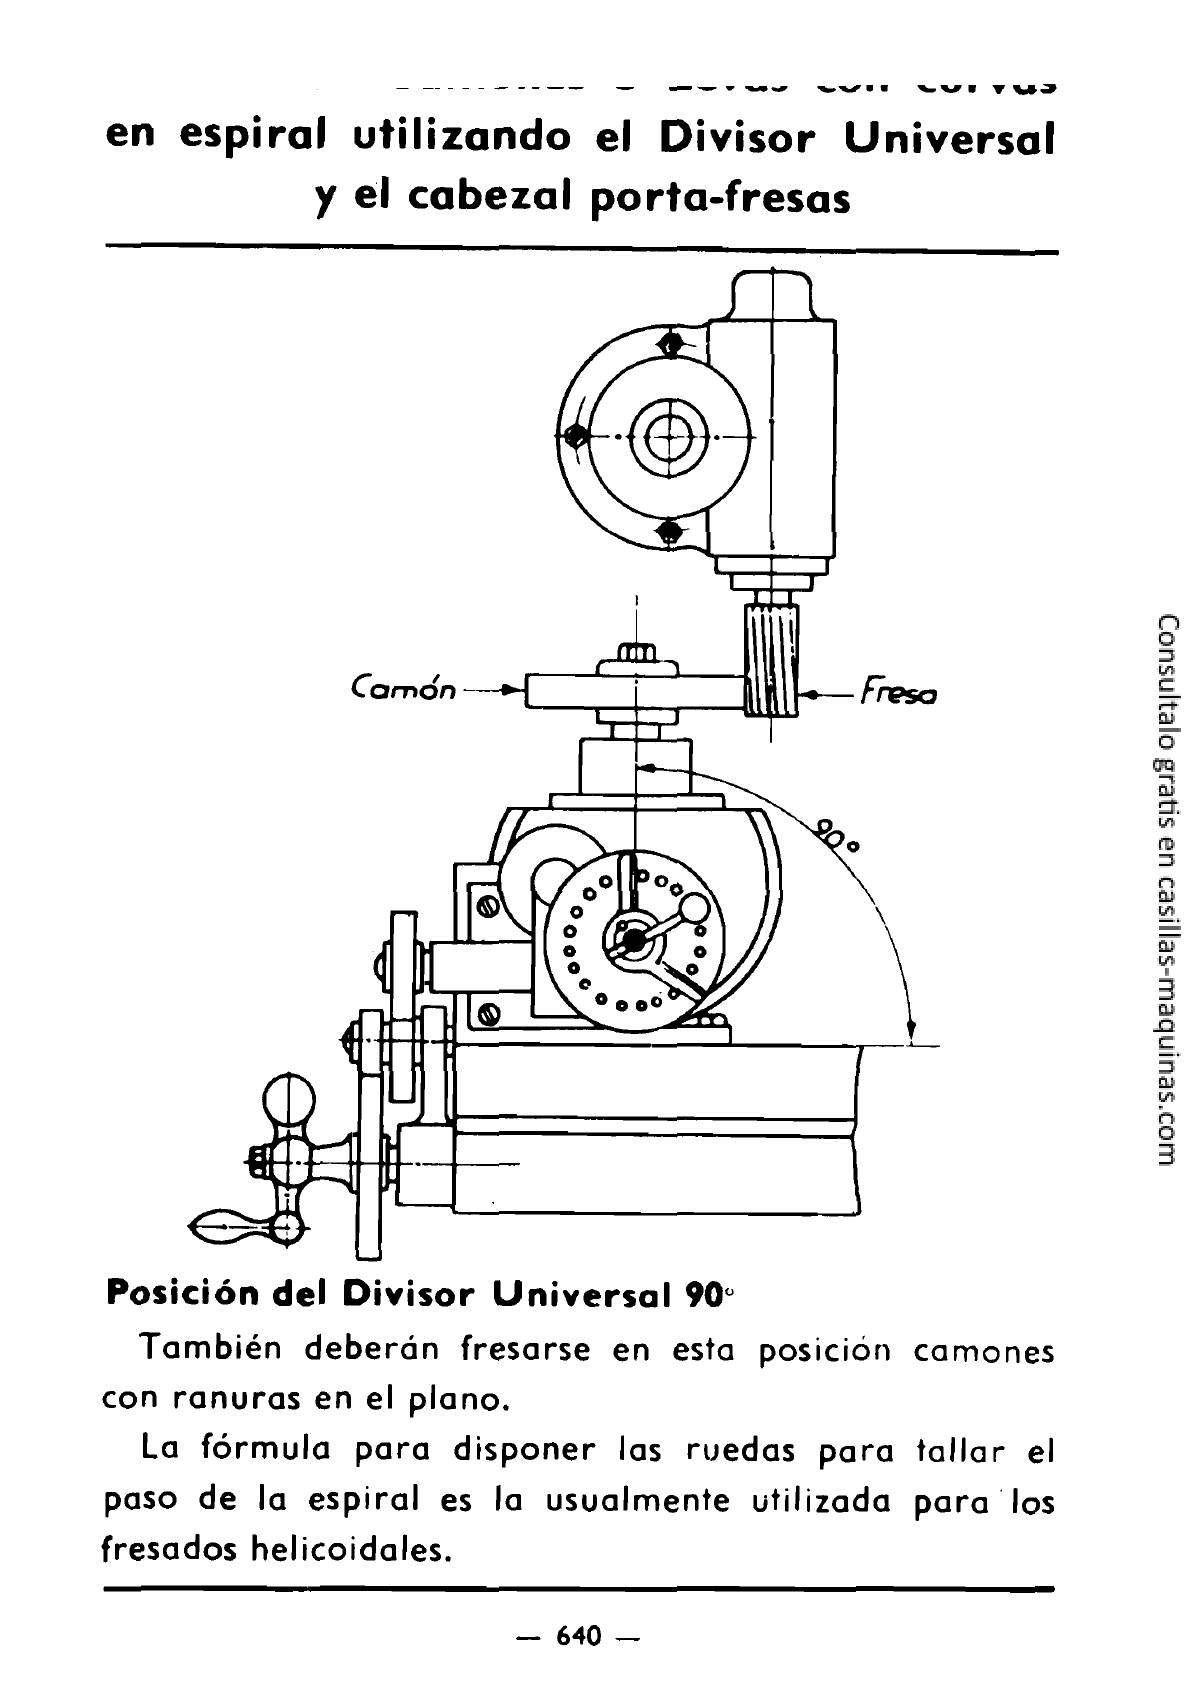 en espiral utilizando el Divisor Universal
y el cabezal porta-fresas
Camón
Fresa
90°
Posición del Divisor Universal 90°
También deberán fresarse en esta posición camones
con ranuras en el plano.
La fórmula para disponer las ruedas para tallar el
paso de la espiral es la usualmente utilizada para los
fresados helicoidales.
— 640 —
Consultalo gratis en casillas-maquinas.com